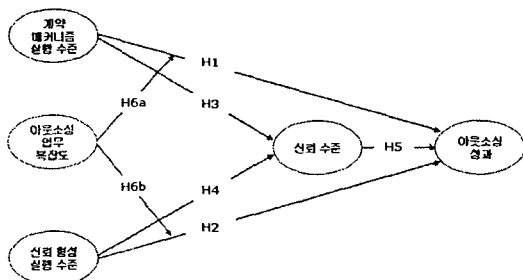 계약
메커니즘
실행 수준
H1
H6a
H3
아웃소싱
업무
복잡도
신뢰 수준
H5
아웃소싱
성과
H6b
H4
H2
신뢰 형성
실행 수준